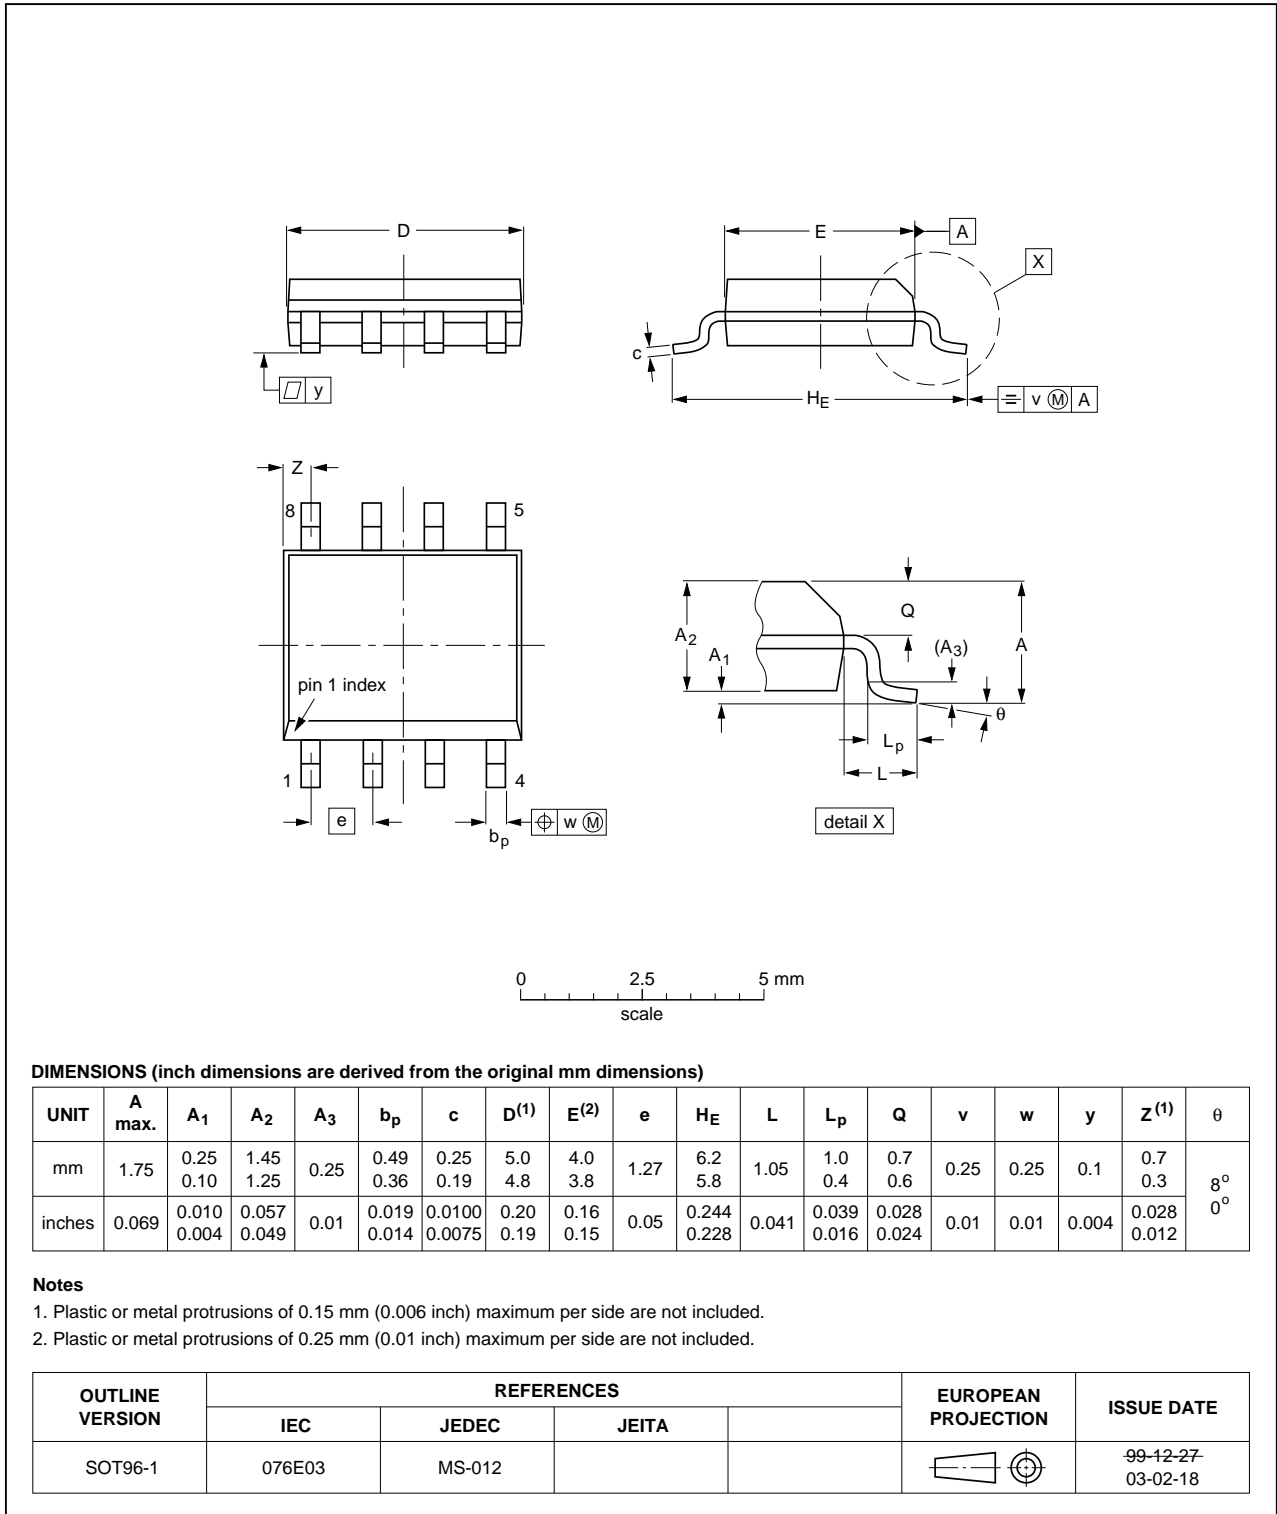 D
E
A
X
y
c
HE
v M A
Z
8
5
pin 1 index
1
4
e
bp
w M
A2
A1
Q
(A3)
A
θ
Lp
L
detail X
0 2.5 5 mm
scale
DIMENSIONS (inch dimensions are derived from the original mm dimensions)
UNIT A max. A1 A2 A3 bp c D(1) E(2) e HE L Lp Q v w y Z(1) θ
mm 1.75 0.25 0.10 1.45 1.25 0.25 0.49 0.36 0.25 0.19 5.0 4.8 4.0 3.8 1.27 6.2 5.8 1.05 1.0 0.4 0.7 0.6 0.25 0.25 0.1 0.7 0.3 8o 0o
inches 0.069 0.010 0.004 0.057 0.049 0.01 0.019 0.014 0.0100 0.0075 0.20 0.19 0.16 0.15 0.05 0.244 0.228 0.041 0.039 0.016 0.028 0.024 0.01 0.01 0.004 0.028 0.012
Notes
1. Plastic or metal protrusions of 0.15 mm (0.006 inch) maximum per side are not included.
2. Plastic or metal protrusions of 0.25 mm (0.01 inch) maximum per side are not included.
OUTLINE VERSION REFERENCES EUROPEAN PROJECTION ISSUE DATE
IEC JEDEC JEITA
SOT96-1 076E03 MS-012 99-12-27
03-02-18